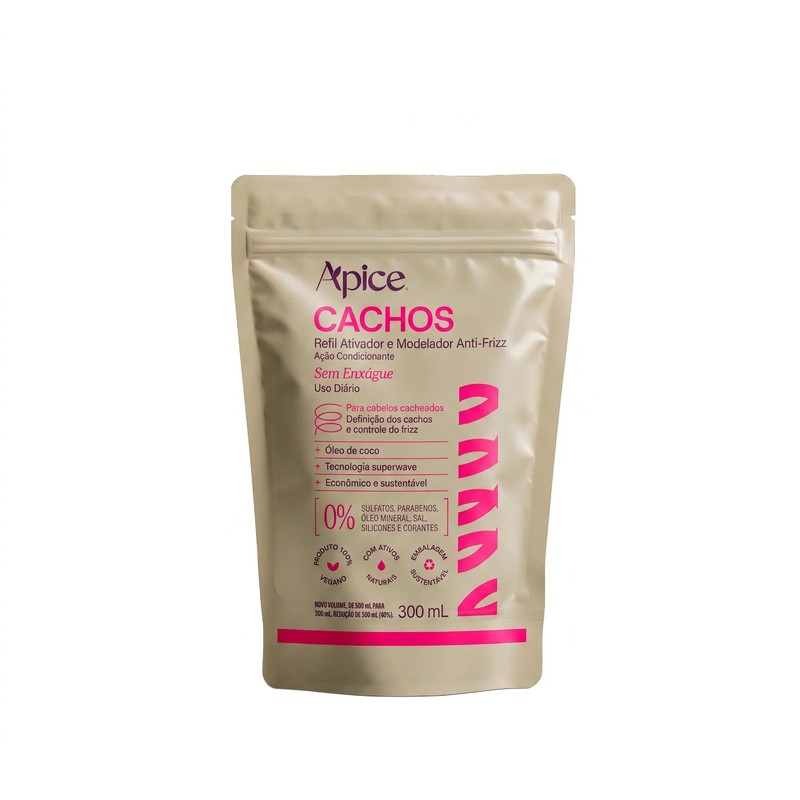 Apice
CACHOS
Refil Ativador e Modelador Anti-Frizz
Ação Condicionante
Sem Enxágue
Uso Diário
Para cabelos cacheados
Definição dos cachos
e controle do frizz
+ Óleo de coco
+ Tecnologia superwave
+ Econômico e sustentável
0%
SULFATOS, PARABENOS,
ÓLEO MINERAL, SAL,
SILICONES E CORANTES
PRODUTO 100% VEGANO
COM ATIVOS NATURAIS
EMBALAGEM SUSTENTÁVEL
NOVO VOLUME, DE 500 mL PARA
300 mL. REDUÇÃO DE 500 mL (40%).
300 mL